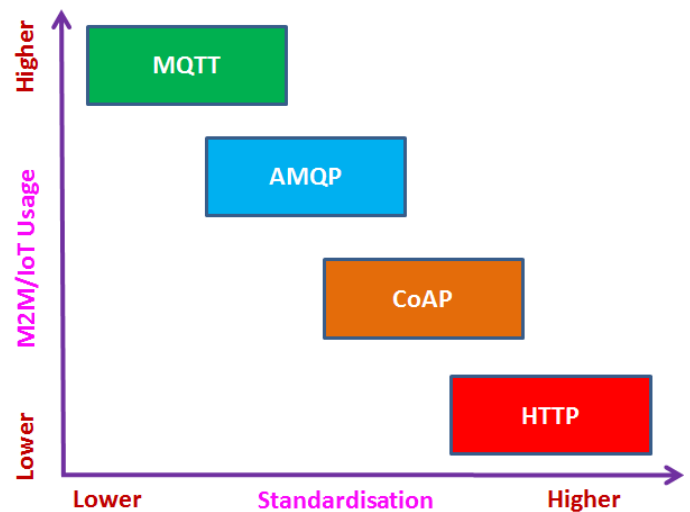 Higher
MQTT
AMQP
M2M/IoT Usage
CoAP
HTTP
Lower
Lower
Standardisation
Higher